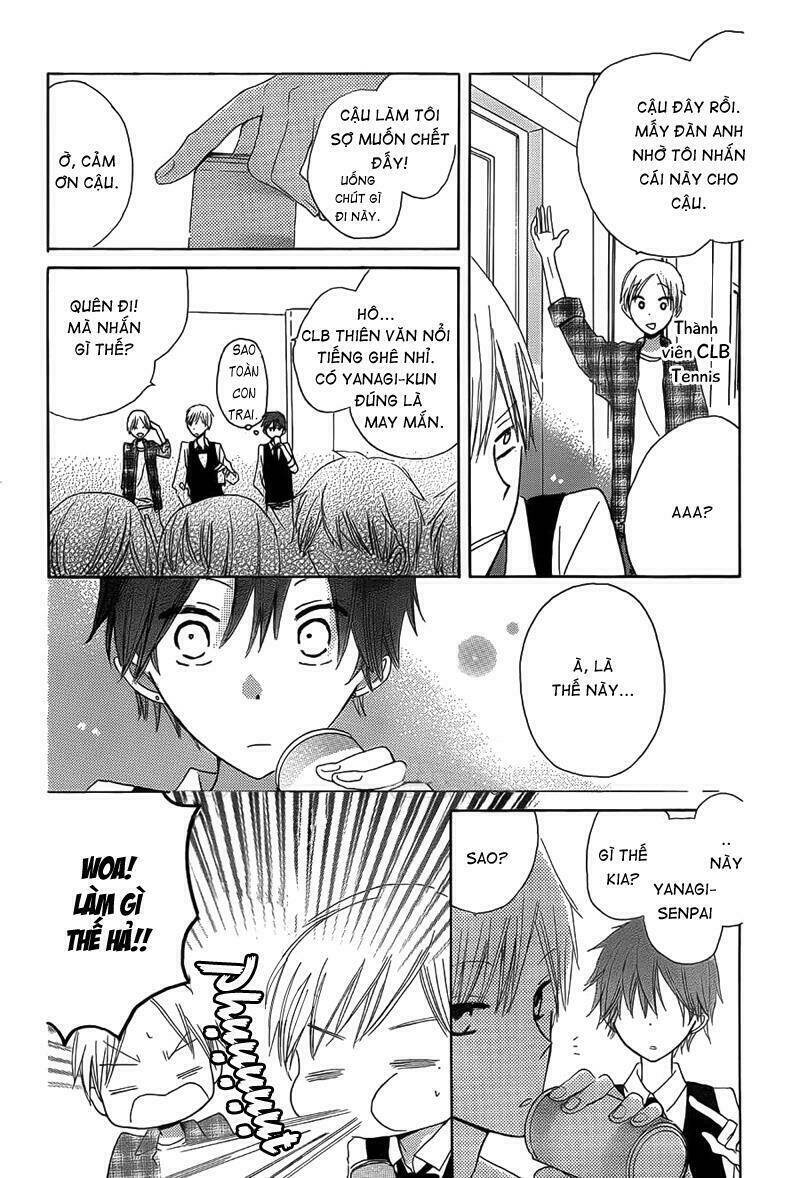 CẬU ĐÂY RỒI.
MẤY ĐÀN ANH
NHỜ TÔI NHẮN
CÁI NÀY CHO
CẬU.
Thành
viên CLB
Tennis
AAA?
CẬU LÀM TÔI
SỢ MUỐN CHẾT
ĐẤY!
UỐNG
CHÚT GÌ
ĐI NÀY.
Ờ, CẢM
ƠN CẬU.
HÔ...
CLB THIÊN VĂN NỔI
TIẾNG GHÊ NHỈ.
CÓ YANAGI-KUN
ĐÚNG LÀ
MAY MẮN.
SAO
TOÀN
CON
TRAI.
QUÊN ĐI!
MÀ NHẮN
GÌ THẾ?
À, LÀ
THẾ NÀY...
.. NÀY
YANAGI-
SENPAI
GÌ THẾ
KIA?
SAO?
Phuuuut
WOA!
LÀM GÌ
THẾ HẢ!!